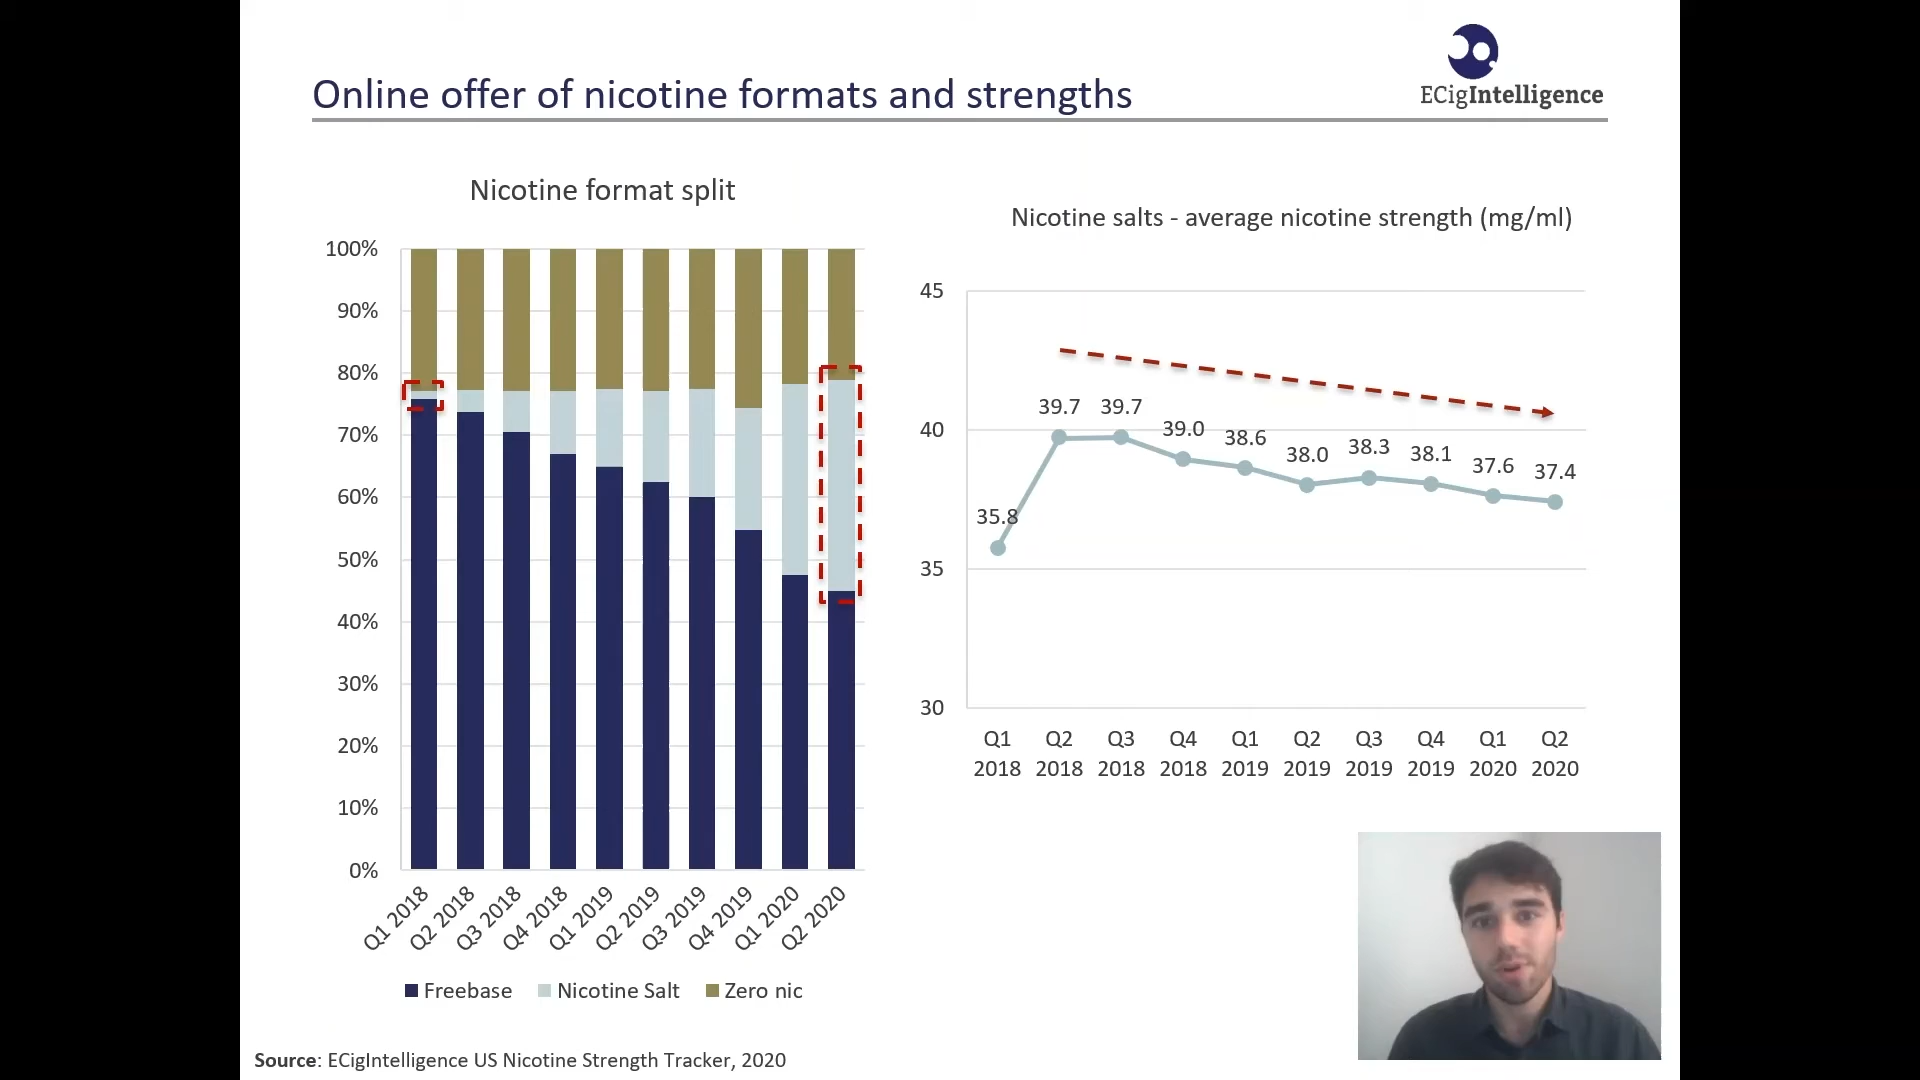 Online offer of nicotine formats and strengths
ECigIntelligence
Nicotine format split
100%
90%
80%
70%
60%
50%
40%
30%
20%
10%
0%
Q1 2018
Q2 2018
Q3 2018
Q4 2018
Q1 2019
Q2 2019
Q3 2019
Q4 2019
Q1 2020
Q2 2020
Freebase
Nicotine Salt
Zero nic
Nicotine salts - average nicotine strength (mg/ml)
45
40
35
30
35.8
39.7
39.7
39.0
38.6
38.0
38.3
38.1
37.6
37.4
Q1 2018
Q2 2018
Q3 2018
Q4 2018
Q1 2019
Q2 2019
Q3 2019
Q4 2019
Q1 2020
Q2 2020
Source: ECigIntelligence US Nicotine Strength Tracker, 2020